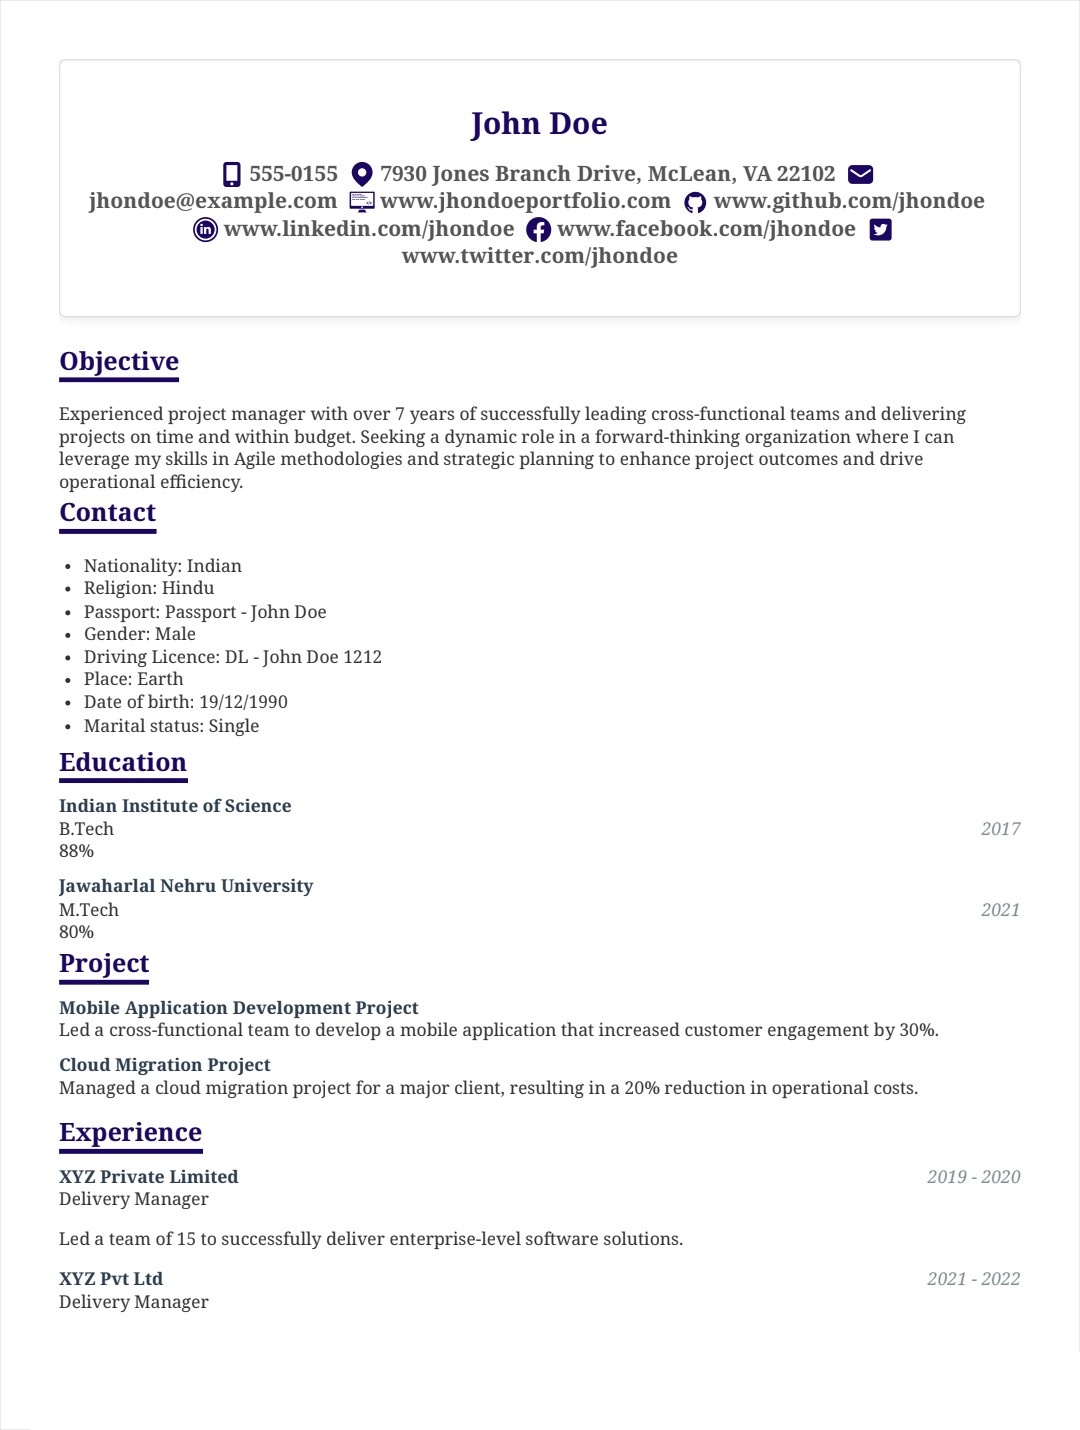 John Doe
555-0155 7930 Jones Branch Drive, McLean, VA 22102
jhondoe@example.com www.jhondoeportfolio.com www.github.com/jhondoe
www.linkedin.com/jhondoe www.facebook.com/jhondoe
www.twitter.com/jhondoe
Objective
Experienced project manager with over 7 years of successfully leading cross-functional teams and delivering
projects on time and within budget. Seeking a dynamic role in a forward-thinking organization where I can
leverage my skills in Agile methodologies and strategic planning to enhance project outcomes and drive
operational efficiency.
Contact
• Nationality: Indian
• Religion: Hindu
• Passport: Passport - John Doe
• Gender: Male
• Driving Licence: DL - John Doe 1212
• Place: Earth
• Date of birth: 19/12/1990
• Marital status: Single
Education
Indian Institute of Science
B.Tech 2017
88%
Jawaharlal Nehru University
M.Tech 2021
80%
Project
Mobile Application Development Project
Led a cross-functional team to develop a mobile application that increased customer engagement by 30%.
Cloud Migration Project
Managed a cloud migration project for a major client, resulting in a 20% reduction in operational costs.
Experience
XYZ Private Limited 2019 - 2020
Delivery Manager
Led a team of 15 to successfully deliver enterprise-level software solutions.
XYZ Pvt Ltd 2021 - 2022
Delivery Manager